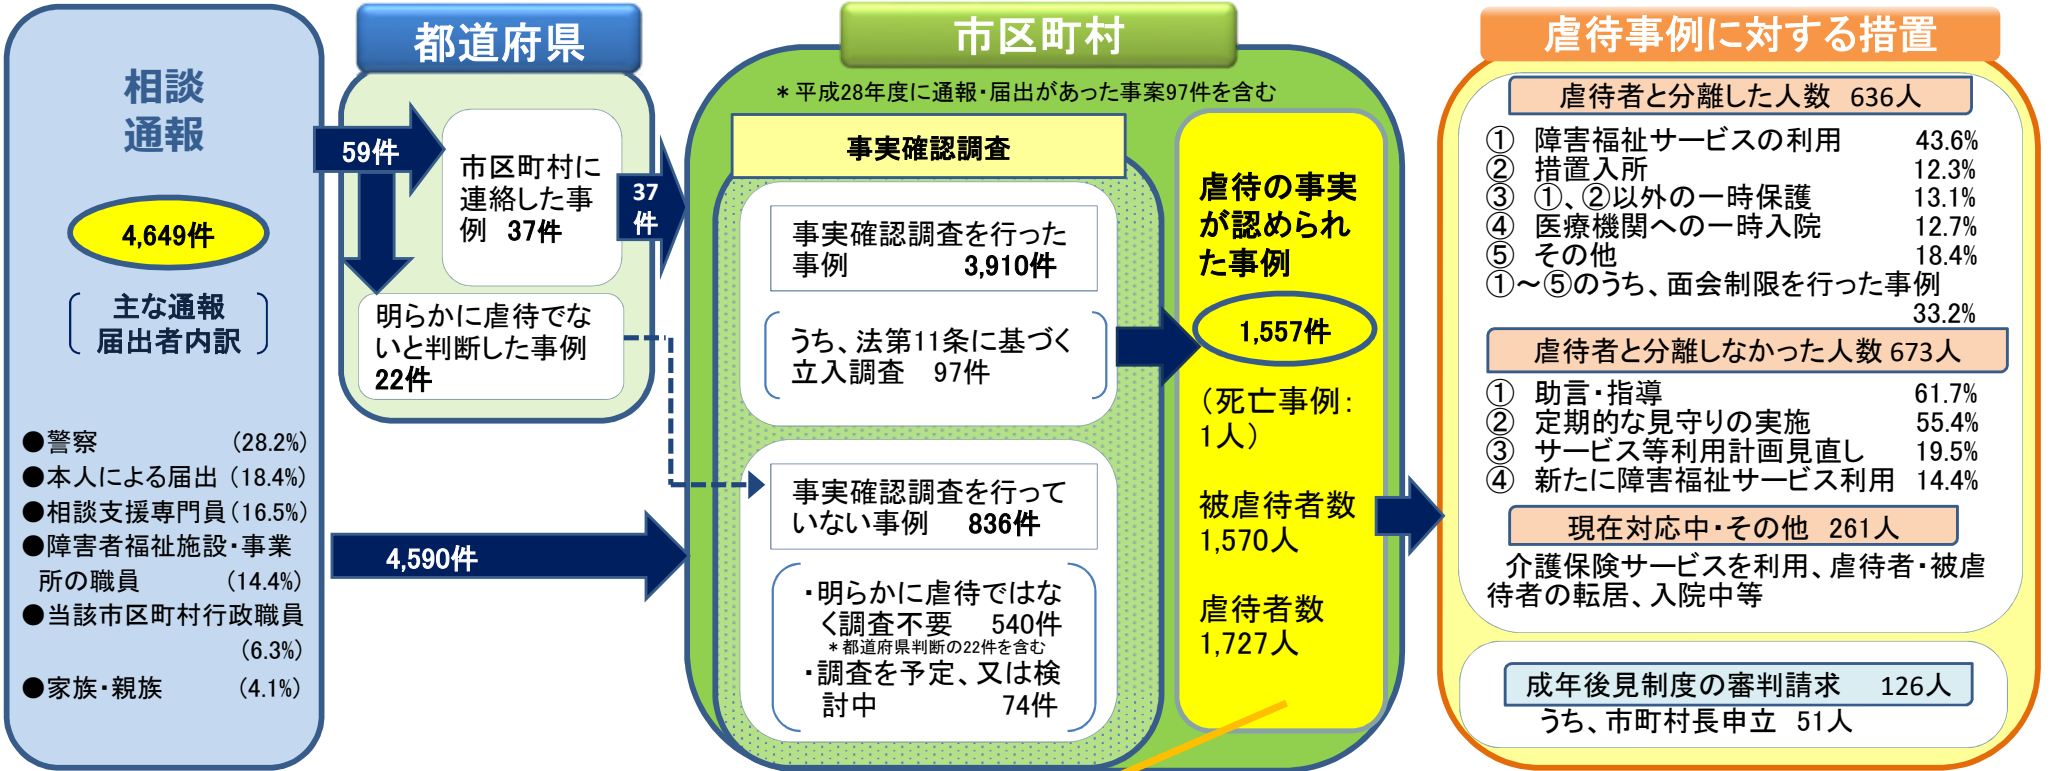 相談
通報
4,649件
主な通報
届出者内訳
●警察 (28.2%)
●本人による届出 (18.4%)
●相談支援専門員 (16.5%)
●障害者福祉施設・事業
所の職員 (14.4%)
●当該市区町村行政職員
(6.3%)
●家族・親族 (4.1%)
都道府県
59件
市区町村に
連絡した事
例 37件
明らかに虐待でな
いと判断した事例
22件
37
件
4,590件
市区町村
＊平成28年度に通報・届出があった事案97件を含む
事実確認調査
事実確認調査を行った
事例 3,910件
うち、法第11条に基づく
立入調査 97件
事実確認調査を行って
いない事例 836件
・明らかに虐待ではな
く調査不要 540件
＊都道府県判断の22件を含む
・調査を予定、又は検
討中 74件
虐待の事実
が認められ
た事例
1,557件
（死亡事例：
1人）
被虐待者数
1,570人
虐待者数
1,727人
虐待事例に対する措置
虐待者と分離した人数 636人
① 障害福祉サービスの利用 43.6%
② 措置入所 12.3%
③ ①、②以外の一時保護 13.1%
④ 医療機関への一時入院 12.7%
⑤ その他 18.4%
①～⑤のうち、面会制限を行った事例
33.2%
虐待者と分離しなかった人数 673人
① 助言・指導 61.7%
② 定期的な見守りの実施 55.4%
③ サービス等利用計画見直し 19.5%
④ 新たに障害福祉サービス利用 14.4%
現在対応中・その他 261人
介護保険サービスを利用、虐待者・被虐
待者の転居、入院中等
成年後見制度の審判請求 126人
うち、市町村長申立 51人